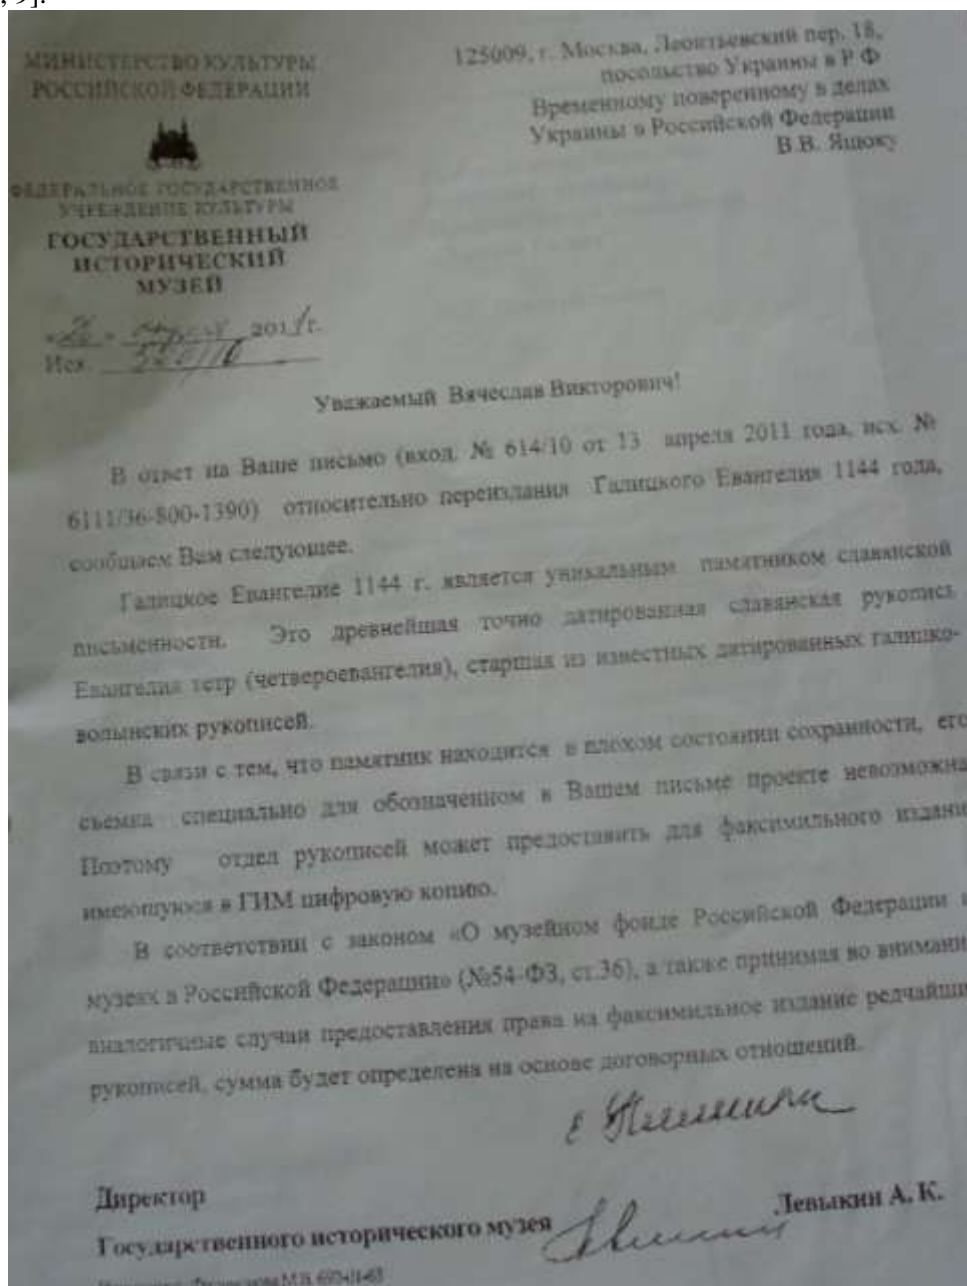 , 9].
МИНИСТЕРСТВО КУЛЬТУРЫ
РОССИЙСКОЙ ФЕДЕРАЦИИ
ФЕДЕРАЛЬНОЕ ГОСУДАРСТВЕННОЕ
УЧРЕЖДЕНИЕ КУЛЬТУРЫ
ГОСУДАРСТВЕННЫЙ
ИСТОРИЧЕСКИЙ
МУЗЕЙ
2011г.
Исх.
125009, г. Москва, Леонтьевский пер. 18,
посольство Украины в Р Ф
Временному поверенному в делах
Украины в Российской Федерации
В.В. Яцюку
Уважаемый Вячеслав Викторович!
В ответ на Ваше письмо (вход. № 614/10 от 13 апреля 2011 года, исх. №
6111/36-800-1390) относительно переиздания Галицкого Евангелия 1144 года,
сообщаем Вам следующее.
Галицкое Евангелие 1144 г. является уникальным памятником славянской
письменности. Это древнейшая точно датированная славянская рукопись
Евангелия тетр (четвероевангелия), старшая из известных датированных галицко-
волынских рукописей.
В связи с тем, что памятник находится в плохом состоянии сохранности, его
съемка специально для обозначенном в Вашем письме проекте невозможна
Поэтому отдел рукописей может предоставить для факсимильного издани
имеющуюся в ГИМ цифровую копию.
В соответствии с законом «О музейном фонде Российской Федерации и
музеях в Российской Федерации» (№54-ФЗ, ст.36), а также принимая во внимани
аналогичные случаи предоставления права на факсимильное издание редчайши
рукописей, сумма будет определена на основе договорных отношений.
Директор
Государственного исторического музея
Левыкин А. К.